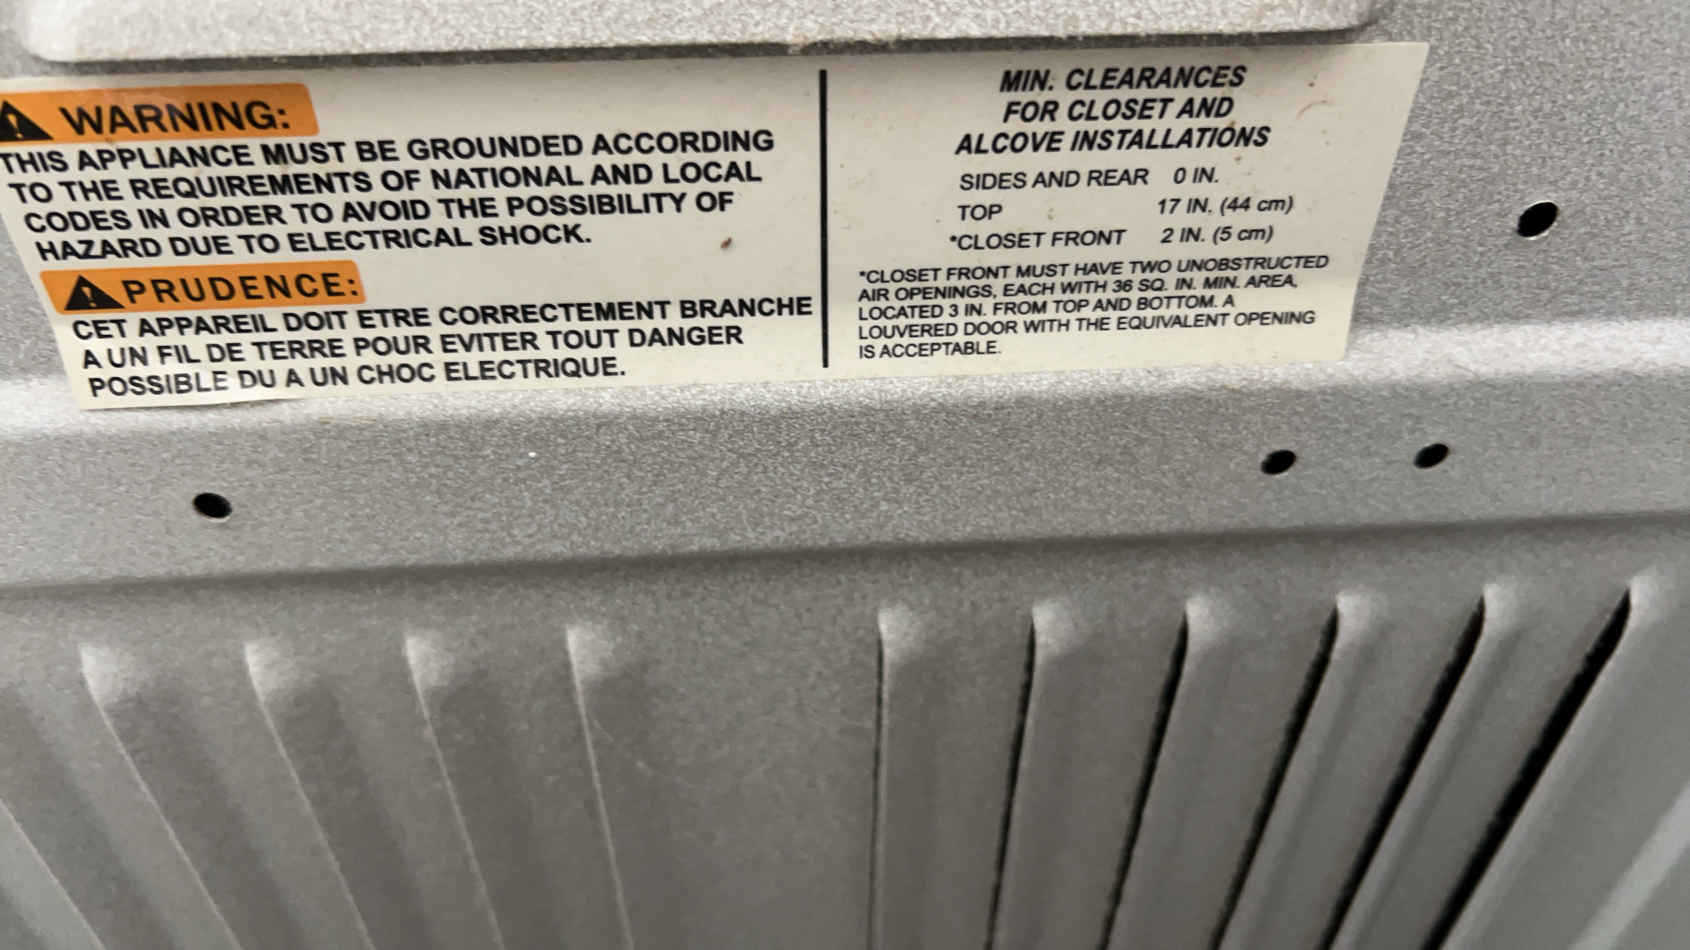 WARNING:
THIS APPLIANCE MUST BE GROUNDED ACCORDING
TO THE REQUIREMENTS OF NATIONAL AND LOCAL
CODES IN ORDER TO AVOID THE POSSIBILITY OF
HAZARD DUE TO ELECTRICAL SHOCK.
PRUDENCE:
CET APPAREIL DOIT ETRE CORRECTEMENT BRANCHE
A UN FIL DE TERRE POUR EVITER TOUT DANGER
POSSIBLE DU A UN CHOC ELECTRIQUE.
MIN. CLEARANCES
FOR CLOSET AND
ALCOVE INSTALLATIONS
SIDES AND REAR 0 IN.
TOP 17 IN. (44 cm)
*CLOSET FRONT 2 IN. (5 cm)
*CLOSET FRONT MUST HAVE TWO UNOBSTRUCTED
AIR OPENINGS, EACH WITH 36 SQ. IN. MIN. AREA,
LOCATED 3 IN. FROM TOP AND BOTTOM. A
LOUVERED DOOR WITH THE EQUIVALENT OPENING
IS ACCEPTABLE.